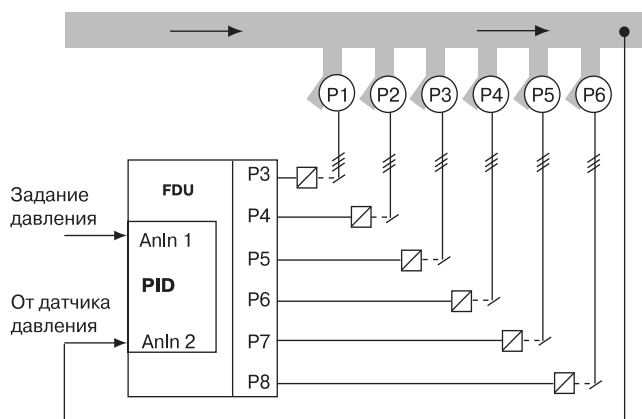 P1 P2 P3 P4 P5 P6
FDU
P3
Задание
давления
P4
AnIn 1
P5
PID
P6
От датчика
давления
AnIn 2
P7
P8